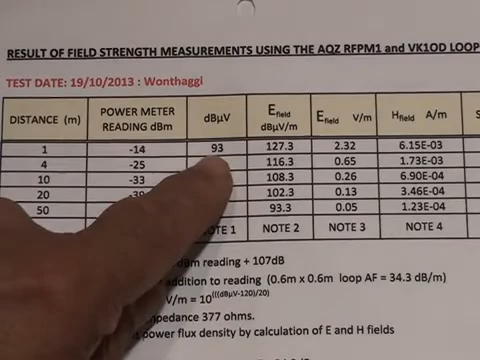 RESULT OF FIELD STRENGTH MEASUREMENTS USING THE AQZ RFPM1 and VK1OD LOOP
TEST DATE: 19/10/2013 : Wonthaggi
DISTANCE (m) POWER METER READING dBm dBµV Efield dBµV/m Efield V/m Hfield A/m S
1 -14 93 127.3 2.32 6.15E-03
4 -25 116.3 0.65 1.73E-03
10 -33 108.3 0.26 6.90E-04
20 102.3 0.13 3.46E-04
50 93.3 0.05 1.23E-04
OTE 1 NOTE 2 NOTE 3 NOTE 4
dBm reading + 107dB
addition to reading (0.6m x 0.6m loop AF = 34.3 dB/m)
V/m = 10(((dBµV-120)/20)
mpedance 377 ohms.
power flux density by calculation of E and H fields